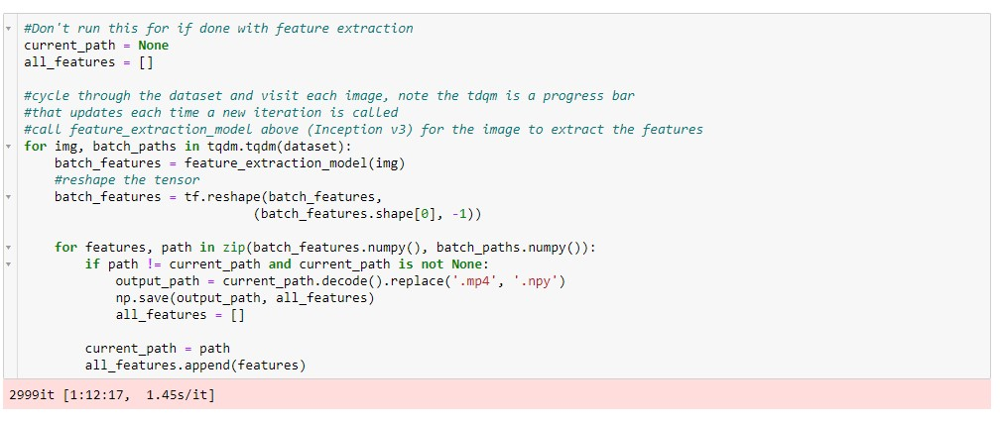 #Don't run this for if done with feature extraction
current_path = None
all_features = []
#cycle through the dataset and visit each image, note the tdqm is a progress bar
#that updates each time a new iteration is called
#call feature_extraction_model above (Inception v3) for the image to extract the features
for img, batch_paths in tqdm.tqdm(dataset):
    batch_features = feature_extraction_model(img)
    #reshape the tensor
    batch_features = tf.reshape(batch_features,
                              (batch_features.shape[0], -1))
    for features, path in zip(batch_features.numpy(), batch_paths.numpy()):
        if path != current_path and current_path is not None:
            output_path = current_path.decode().replace('.mp4', '.npy')
            np.save(output_path, all_features)
            all_features = []
        current_path = path
        all_features.append(features)
2999it [1:12:17,  1.45s/it]